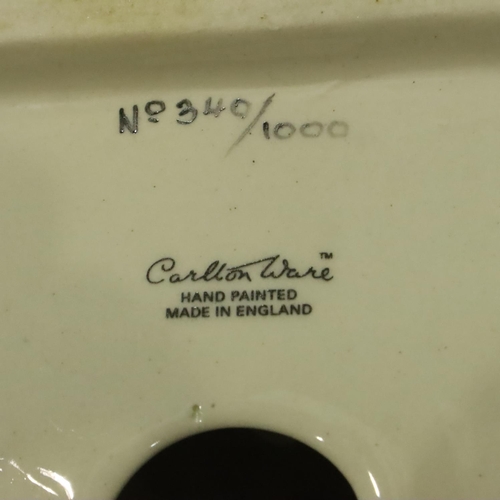 Nº 340/1000
Carlton Ware™
HAND PAINTED
MADE IN ENGLAND